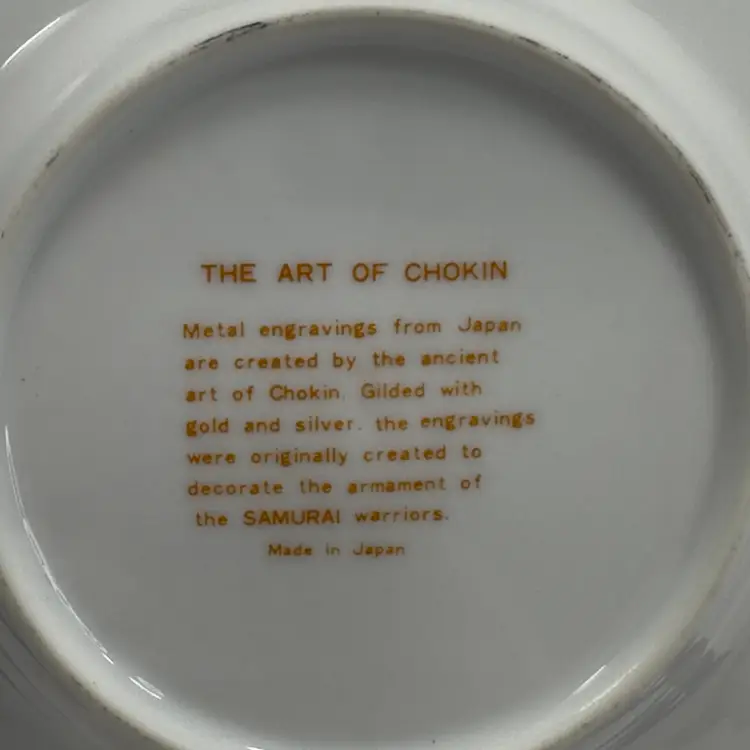 THE ART OF CHOKIN
Metal engravings from Japan
are created by the ancient
art of Chokin. Gilded with
gold and silver. the engravings
were originally created to
decorate the armament of
the SAMURAI warriors.
Made in Japan